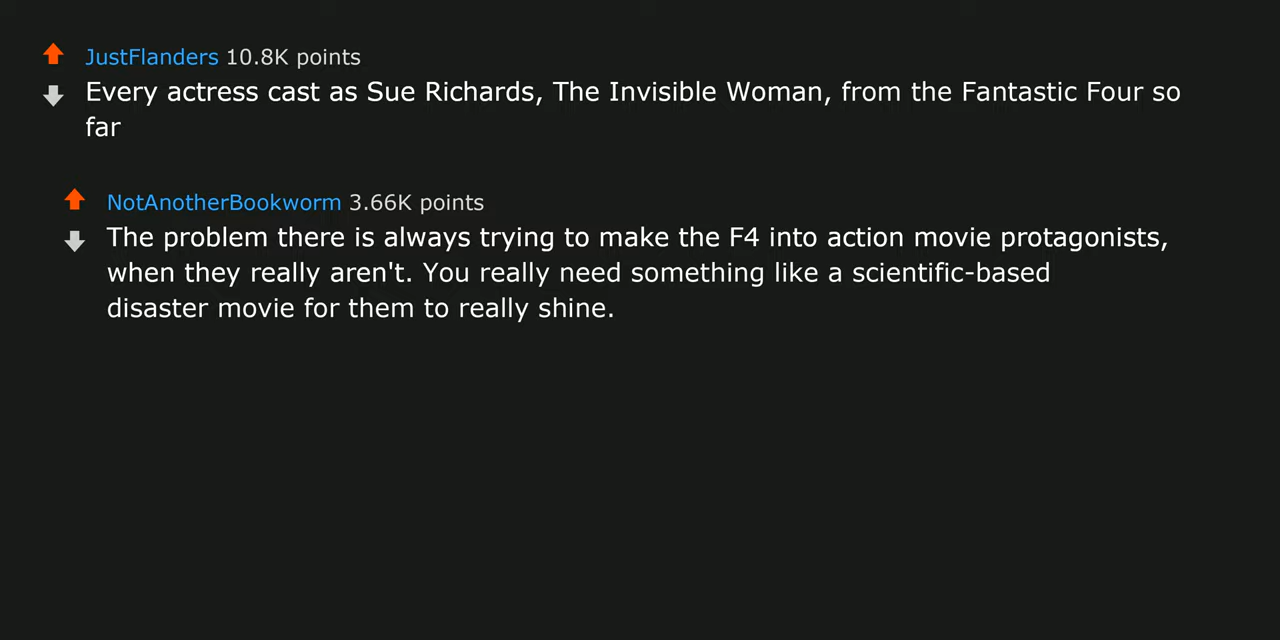 JustFlanders 10.8K points
Every actress cast as Sue Richards, The Invisible Woman, from the Fantastic Four so
far
NotAnotherBookworm 3.66K points
The problem there is always trying to make the F4 into action movie protagonists,
when they really aren't. You really need something like a scientific-based
disaster movie for them to really shine.